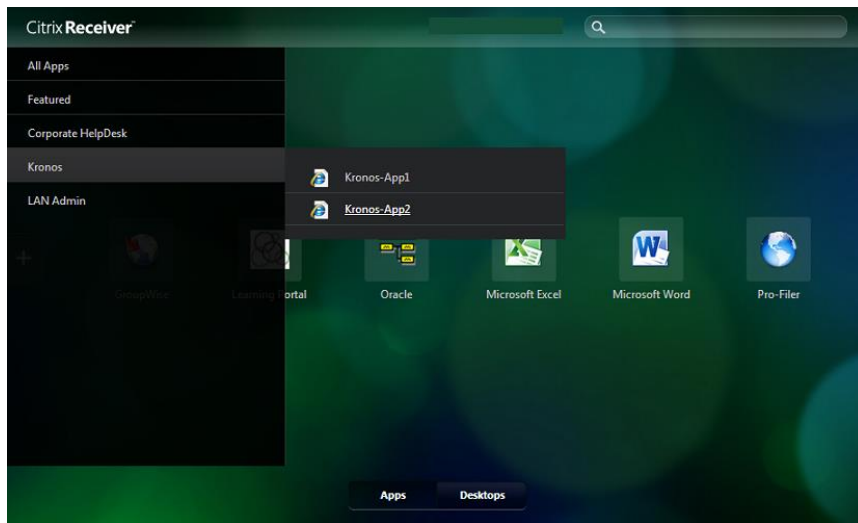 Citrix Receiver™
All Apps
Featured
Corporate HelpDesk
Kronos
LAN Admin
Kronos-App1
Kronos-App2
GroupWise
Learning Portal
Oracle
Microsoft Excel
Microsoft Word
Pro-Filer
Apps
Desktops